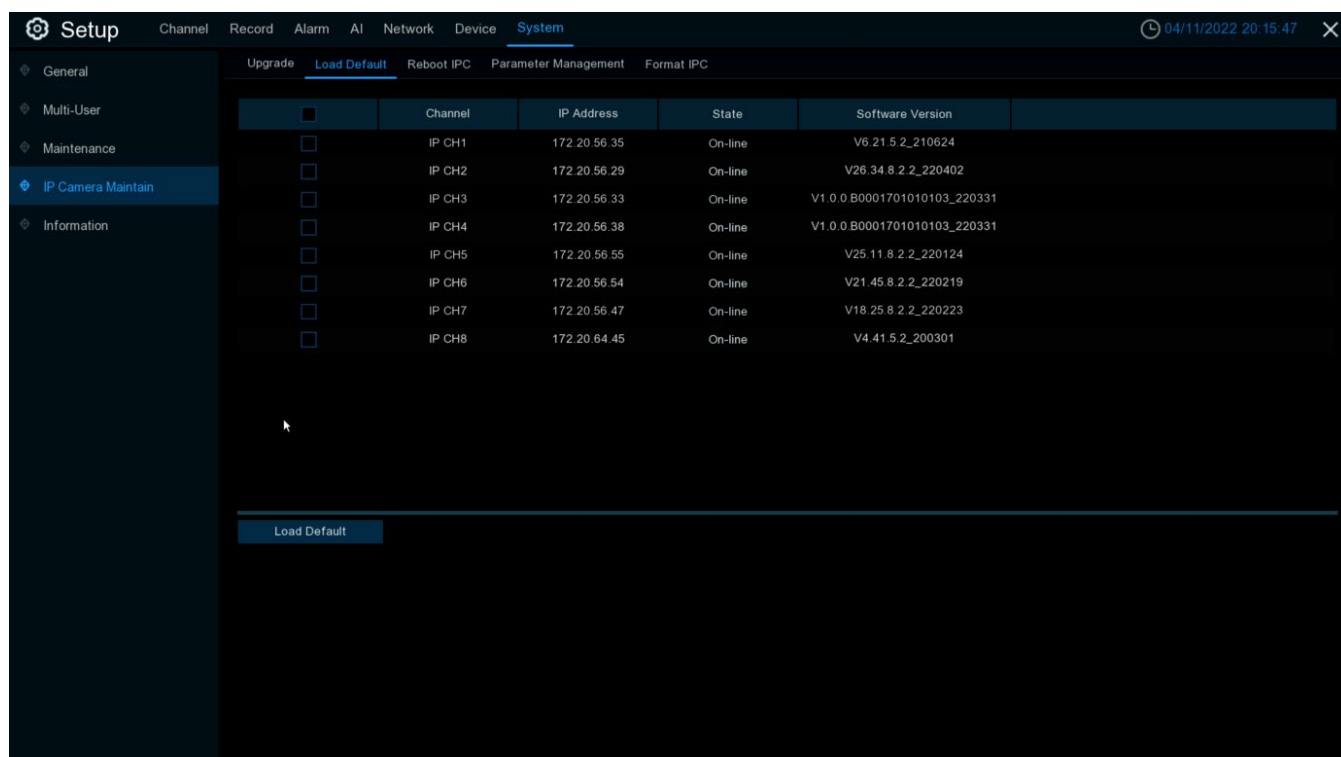 Setup Channel Record Alarm AI Network Device System 04/11/2022 20:15:47
General
Multi-User
Maintenance
IP Camera Maintain
Information
Upgrade Load Default Reboot IPC Parameter Management Format IPC
Channel IP Address State Software Version
IP CH1 172.20.56.35 On-line V6.21.5.2_210624
IP CH2 172.20.56.29 On-line V26.34.8.2.2_220402
IP CH3 172.20.56.33 On-line V1.0.0.B0001701010103_220331
IP CH4 172.20.56.38 On-line V1.0.0.B0001701010103_220331
IP CH5 172.20.56.55 On-line V25.11.8.2.2_220124
IP CH6 172.20.56.54 On-line V21.45.8.2.2_220219
IP CH7 172.20.56.47 On-line V18.25.8.2.2_220223
IP CH8 172.20.64.45 On-line V4.41.5.2_200301
Load Default